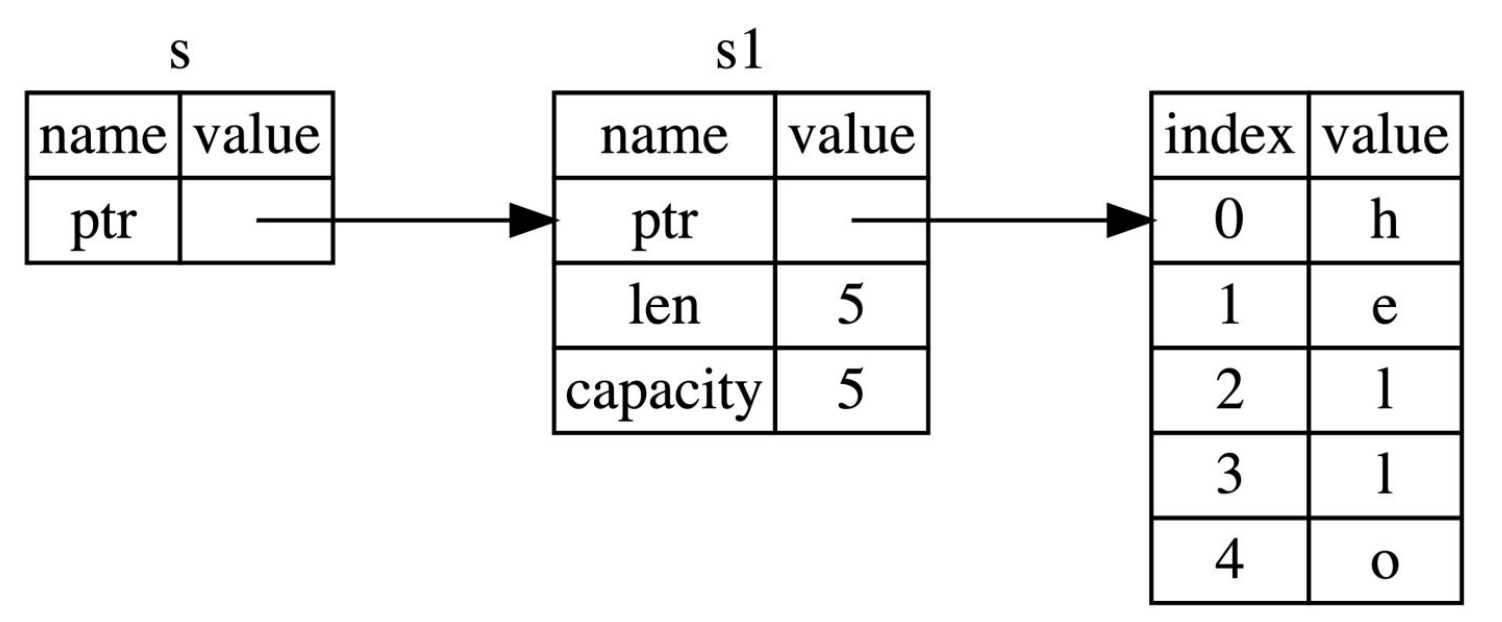 s
name value
ptr
s1
name value
ptr
len 5
capacity 5
index value
0 h
1 e
2 l
3 l
4 o